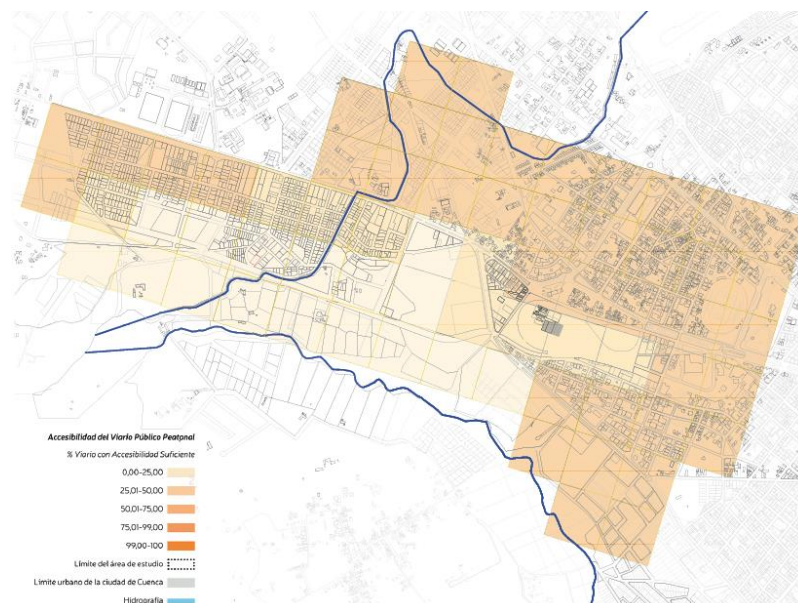 Accesibilidad del Viario Público Peatpnal
% Viario con Accesibilidad Suficiente
0,00-25,00
25,01-50,00
50,01-75,00
75,01-99,00
99,00-100
Límite del área de estudio
Límite urbano de la ciudad de Cuenca
Hidrografía